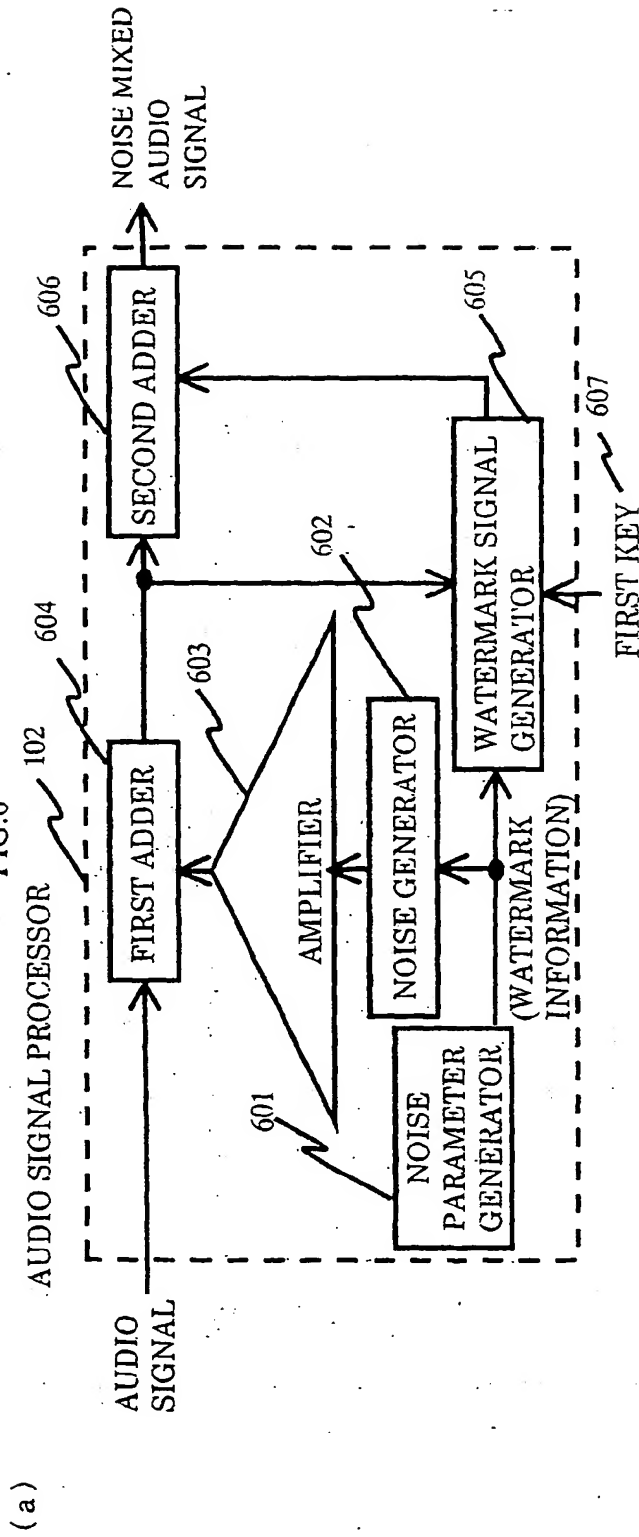 (a)
FIG.6
AUDIO SIGNAL PROCESSOR
102
AUDIO
SIGNAL
604
FIRST ADDER
606
SECOND ADDER
NOISE MIXED
AUDIO
SIGNAL
603
AMPLIFIER
602
NOISE GENERATOR
601
NOISE
PARAMETER
GENERATOR
(WATERMARK
INFORMATION)
605
WATERMARK SIGNAL
GENERATOR
607
FIRST KEY